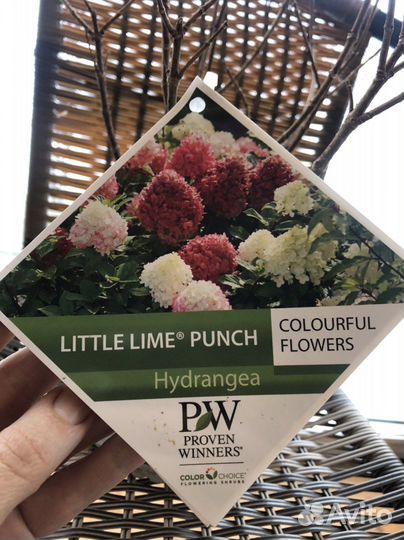 LITTLE LIME® PUNCH
COLOURFUL
FLOWERS
Hydrangea
PW
PROVEN
WINNERS®
COLOR CHOICE®
FLOWERING SHRUBS
Avito